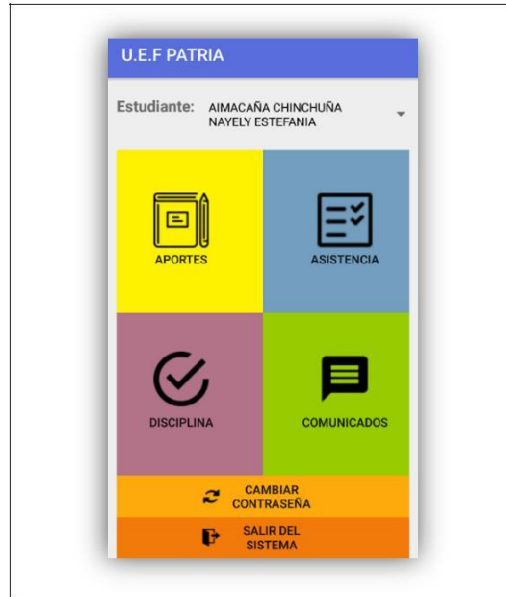 U.E.F PATRIA
Estudiante: AIMACAÑA CHINCHUÑA
NAYELY ESTEFANIA
APORTES
ASISTENCIA
DISCIPLINA
COMUNICADOS
CAMBIAR
CONTRASEÑA
SALIR DEL
SISTEMA